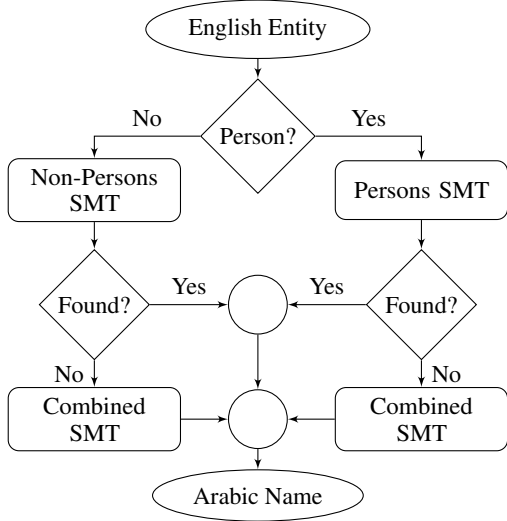 English Entity
No
Person?
Yes
Non-Persons
SMT
Persons SMT
Found?
Yes
Yes
Found?
No
No
Combined
SMT
Combined
SMT
Arabic Name